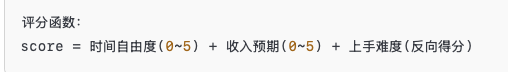 评分函数：
score = 时间自由度(0~5) + 收入预期(0~5) + 上手难度(反向得分)